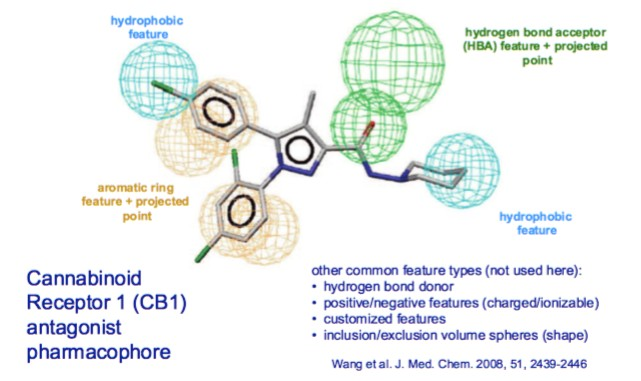 hydrophobic
feature
hydrogen bond acceptor
(HBA) feature + projected
point
aromatic ring
feature + projected
point
hydrophobic
feature
Cannabinoid
Receptor 1 (CB1)
antagonist
pharmacophore
other common feature types (not used here):
• hydrogen bond donor
• positive/negative features (charged/ionizable)
• customized features
• inclusion/exclusion volume spheres (shape)
Wang et al. J. Med. Chem. 2008, 51, 2439-2446